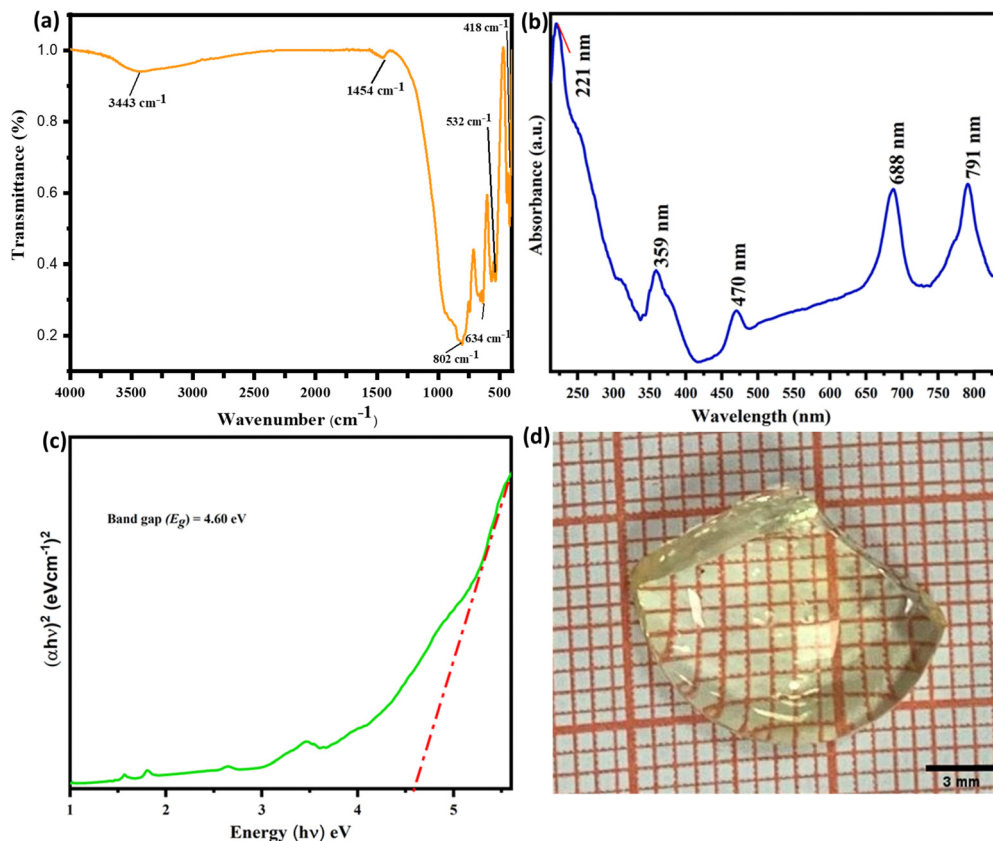 (a)
1.0
0.8
0.6
0.4
0.2
Transmittance (%)
3443 cm⁻¹
1454 cm⁻¹
532 cm⁻¹
418 cm⁻¹
634 cm⁻¹
802 cm⁻¹
4000 3500 3000 2500 2000 1500 1000 500
Wavenumber (cm⁻¹)
(b)
Absorbance (a.u.)
221 nm
359 nm
470 nm
688 nm
791 nm
250 300 350 400 450 500 550 600 650 700 750 800
Wavelength (nm)
(c)
Band gap (Eg) = 4.60 eV
(αhν)² (eVcm⁻¹)²
1 2 3 4 5
Energy (hν) eV
(d)
3 mm